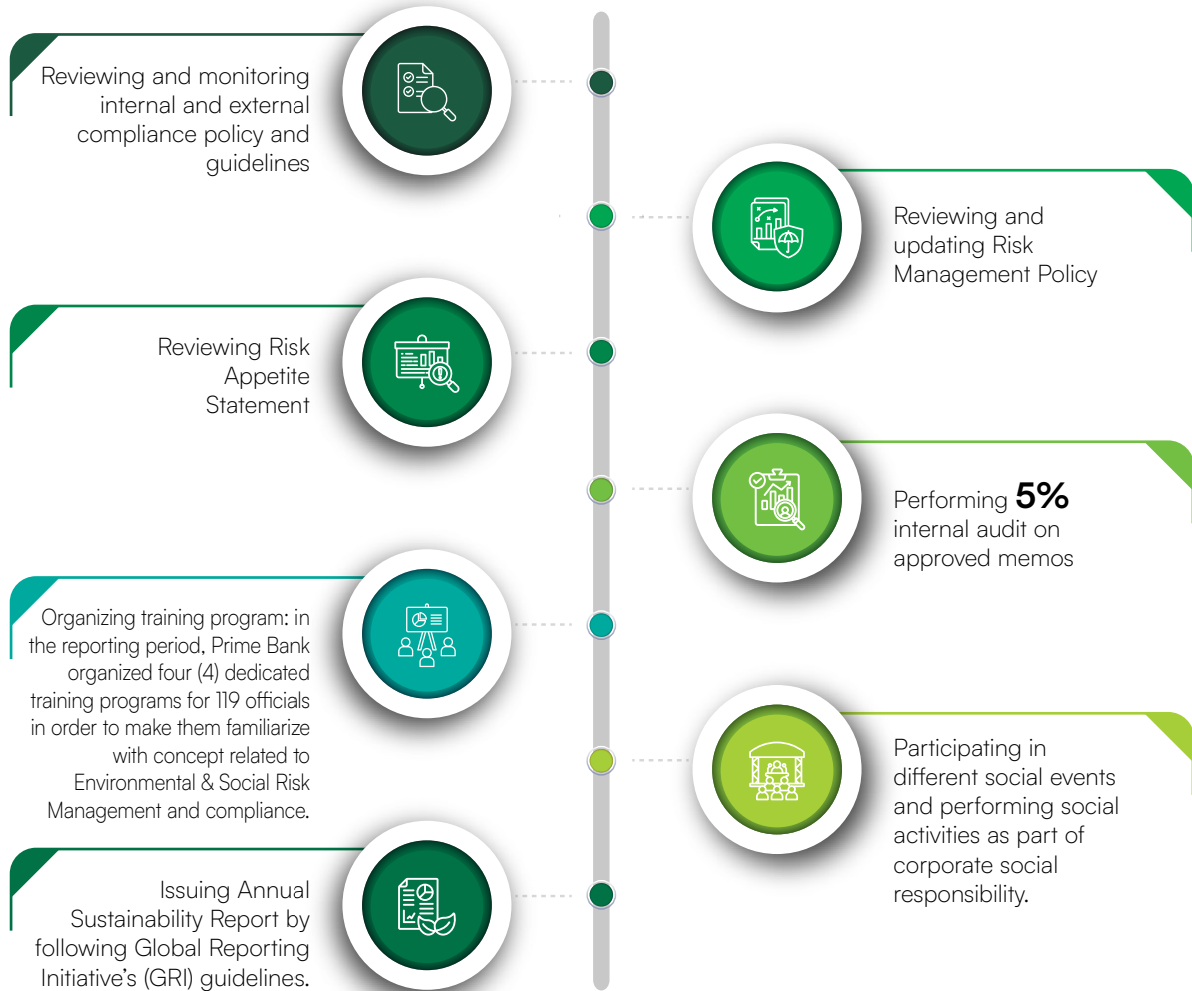 Reviewing and monitoring
internal and external
compliance policy and
guidelines
Reviewing and
updating Risk
Management Policy
Reviewing Risk
Appetite
Statement
Performing 5%
internal audit on
approved memos
Organizing training program: in
the reporting period, Prime Bank
organized four (4) dedicated
training programs for 119 officials
in order to make them familiarize
with concept related to
Environmental & Social Risk
Management and compliance.
Participating in
different social events
and performing social
activities as part of
corporate social
responsibility.
Issuing Annual
Sustainability Report by
following Global Reporting
Initiative's (GRI) guidelines.